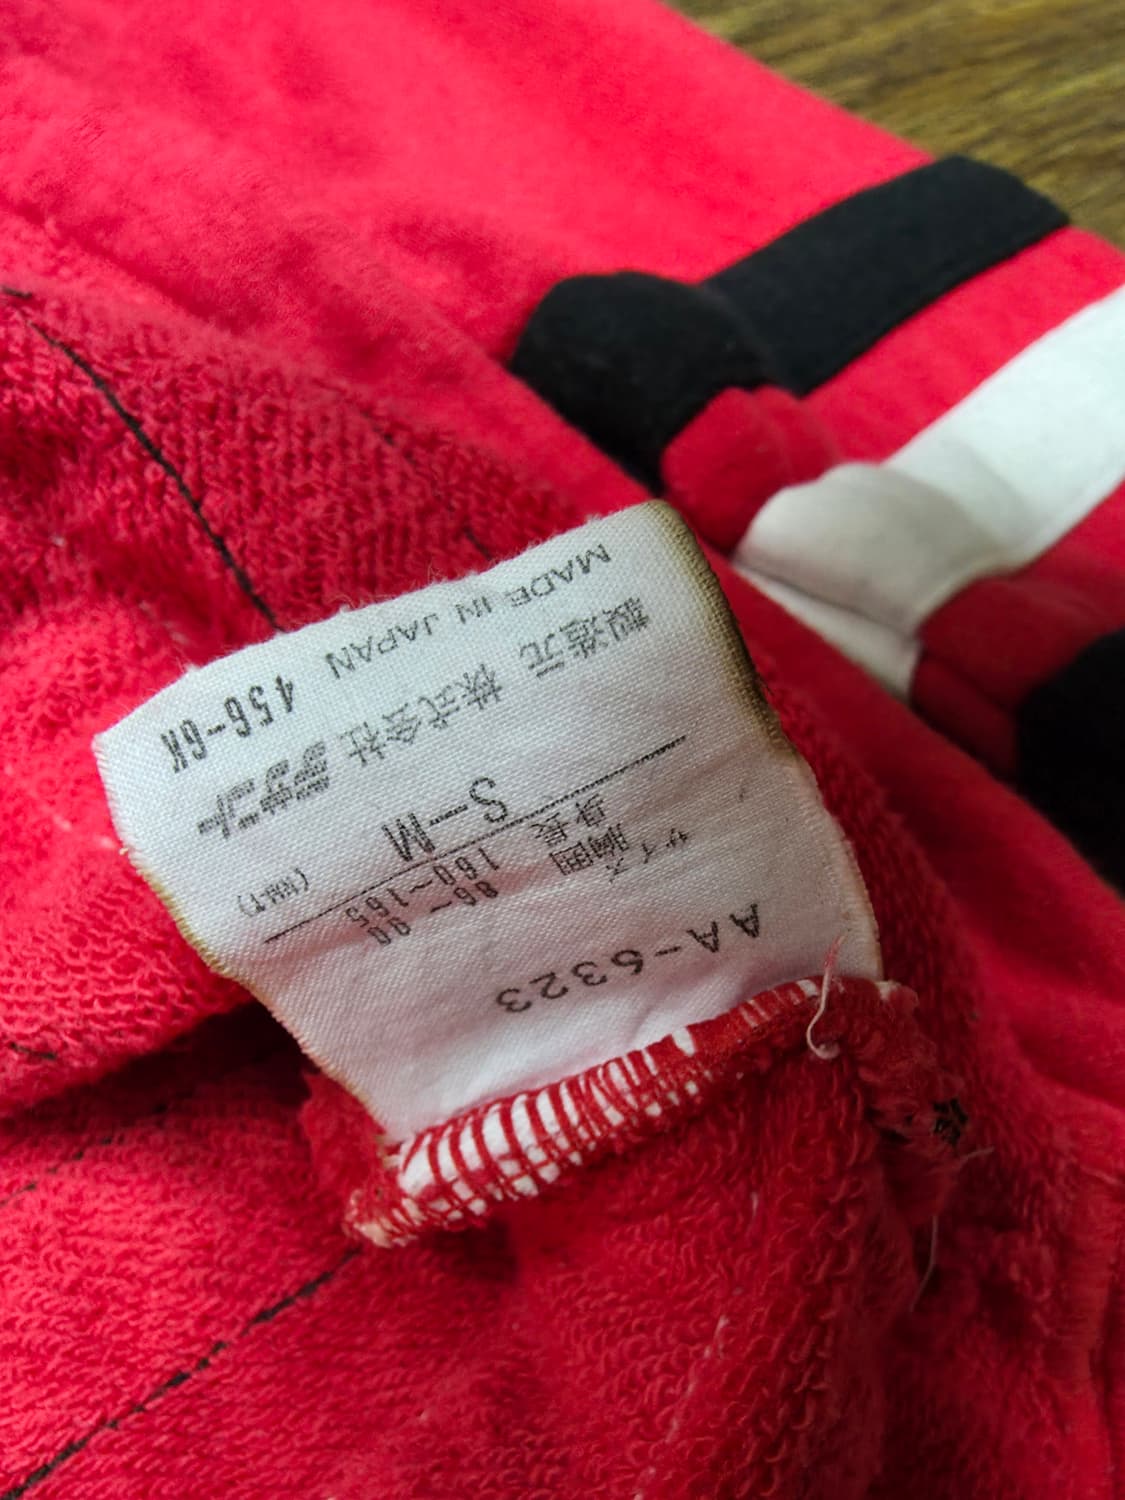 AA-6323
サイズ 胸囲 86~90
身長 160~165
S-M
製造元 株式会社 デサント
MADE IN JAPAN 456-GK